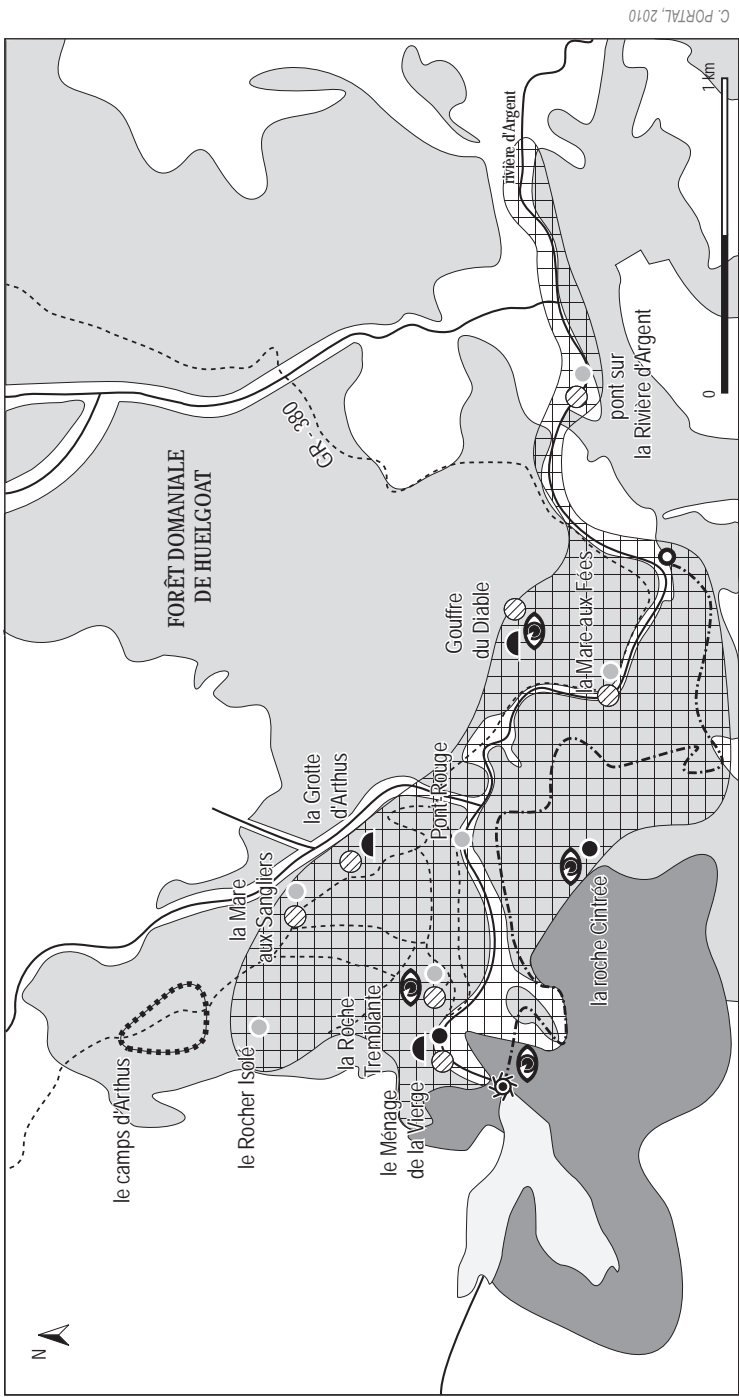 C. PORTAL, 2010
N
le camps d'Arthus
le Rocher Isolé
la Mare
aux Sangliers
la Grotte
d'Arthus
la Roche
Tremblante
le Ménage
de la Vierge
Pont-Rouge
la roche Cintrée
Gouffre
du Diable
la Mare-aux-Fées
FORÊT DOMANIALE
DE HUELGOAT
GR - 380
rivière d'Argent
pont sur
la Rivière d'Argent
0
1 km